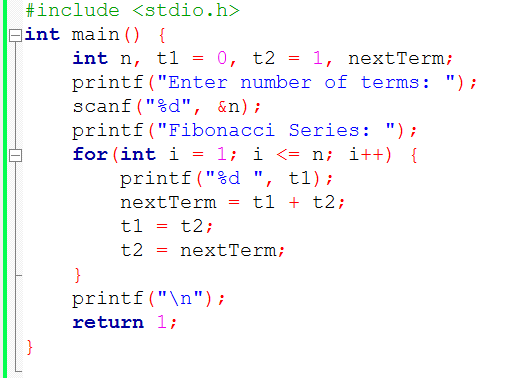 #include <stdio.h>
int main() {
    int n, t1 = 0, t2 = 1, nextTerm;
    printf("Enter number of terms: ");
    scanf("%d", &n);
    printf("Fibonacci Series: ");
    for(int i = 1; i <= n; i++) {
        printf("%d ", t1);
        nextTerm = t1 + t2;
        t1 = t2;
        t2 = nextTerm;
    }
    printf("\n");
    return 1;
}